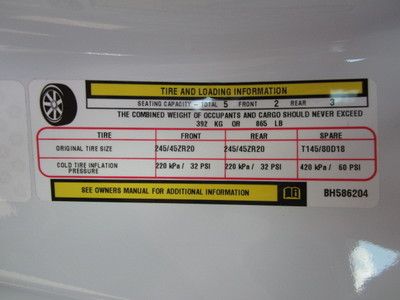 TIRE AND LOADING INFORMATION
SEATING CAPACITY - TOTAL 5 FRONT 2 REAR 3
THE COMBINED WEIGHT OF OCCUPANTS AND CARGO SHOULD NEVER EXCEED
392 KG OR 865 LB
TIRE FRONT REAR SPARE
ORIGINAL TIRE SIZE 245/45ZR20 245/45ZR20 T145/80D18
COLD TIRE INFLATION PRESSURE 220 kPa / 32 PSI 220 kPa / 32 PSI 420 kPa / 60 PSI
SEE OWNERS MANUAL FOR ADDITIONAL INFORMATION BH586204